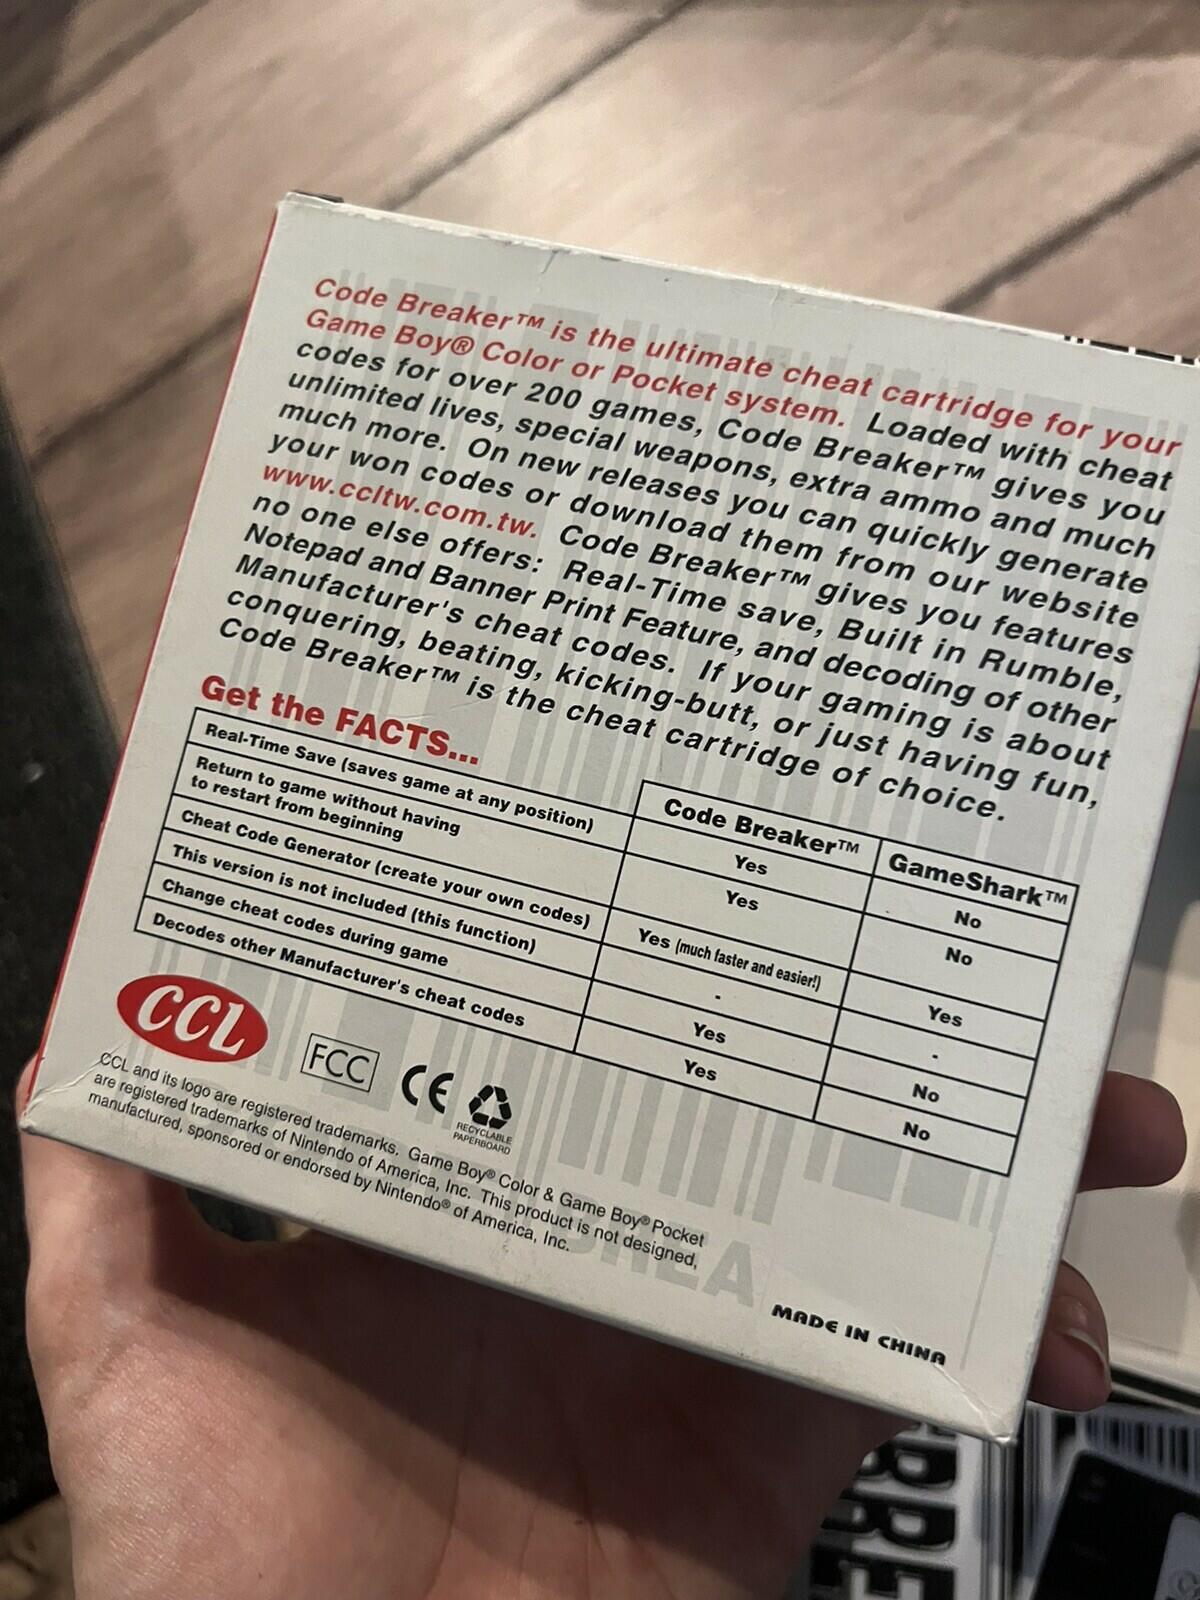 Code Breaker™ is the ultimate cheat cartridge for your
Game Boy® Color or Pocket system. Loaded with cheat
codes for over 200 games, Code Breaker™ gives you
unlimited lives, special weapons, extra ammo and much
much more. On new releases you can quickly generate
your won codes or download them from our website
www.ccltw.com.tw. Code Breaker™ gives you features
no one else offers: Real-Time save, Built in Rumble,
Notepad and Banner Print Feature, and decoding of other
Manufacturer's cheat codes. If your gaming is about
conquering, beating, kicking-butt, or just having fun,
Code Breaker™ is the cheat cartridge of choice.
Get the FACTS...
Code Breaker™ GameShark™
Real-Time Save (saves game at any position) Yes No
Return to game without having
to restart from beginning Yes No
Cheat Code Generator (create your own codes) Yes (much faster and easier!) Yes
This version is not included (this function) - -
Change cheat codes during game Yes No
Decodes other Manufacturer's cheat codes Yes No
CCL
FCC
CE
RECYCLABLE
PAPERBOARD
CCL and its logo are registered trademarks. Game Boy® Color & Game Boy® Pocket
are registered trademarks of Nintendo of America, Inc. This product is not designed,
manufactured, sponsored or endorsed by Nintendo® of America, Inc.
MADE IN CHINA